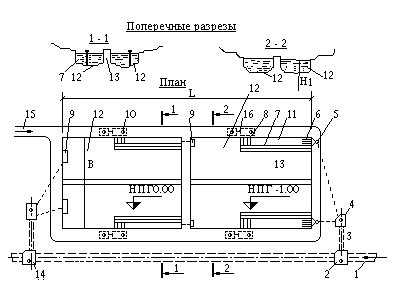 Поперечные разрезы
1 - 1
2 - 2
7 12 13 12
12 12
H1
План
L
15 9 12 10 1 2 9 12 16 8 7 11 6 5
В 13
НПГ0.00 НПГ -1.00
4
3
14 1 2 2 1